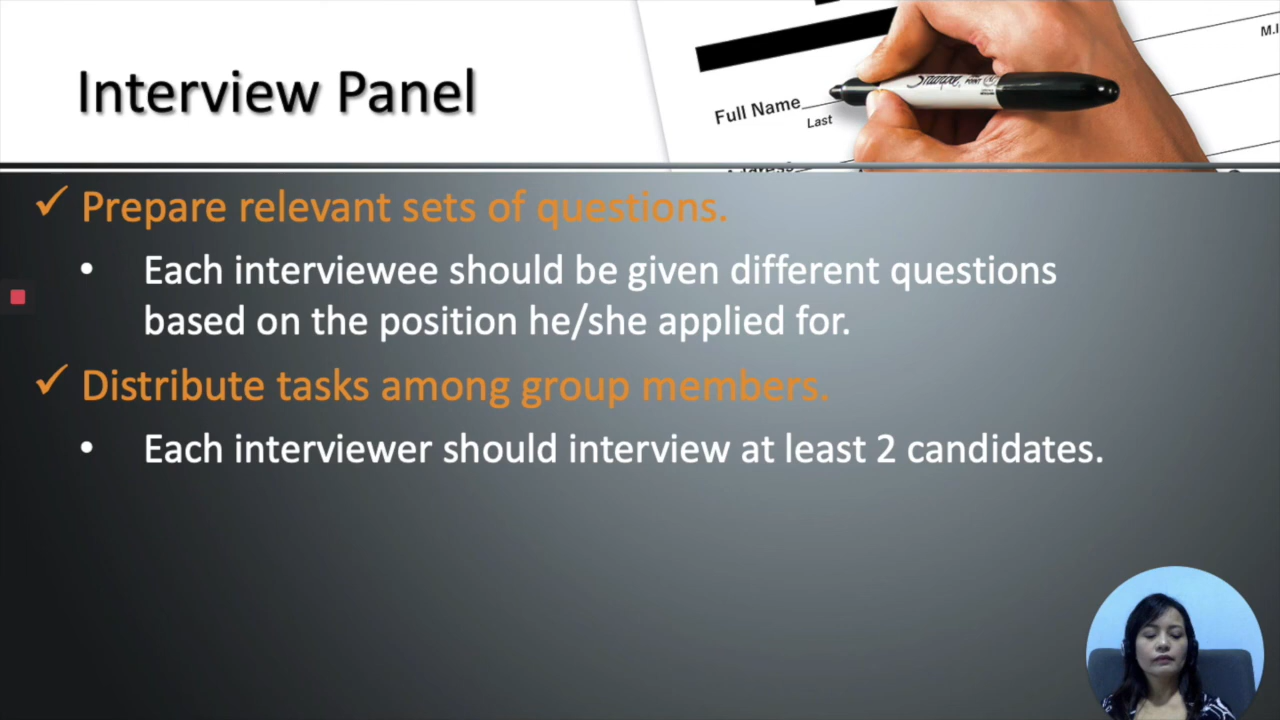 Interview Panel
Full Name
Last
M.I
Sharpie
POINT
✓ Prepare relevant sets of questions.
• Each interviewee should be given different questions
based on the position he/she applied for.
✓ Distribute tasks among group members.
• Each interviewer should interview at least 2 candidates.